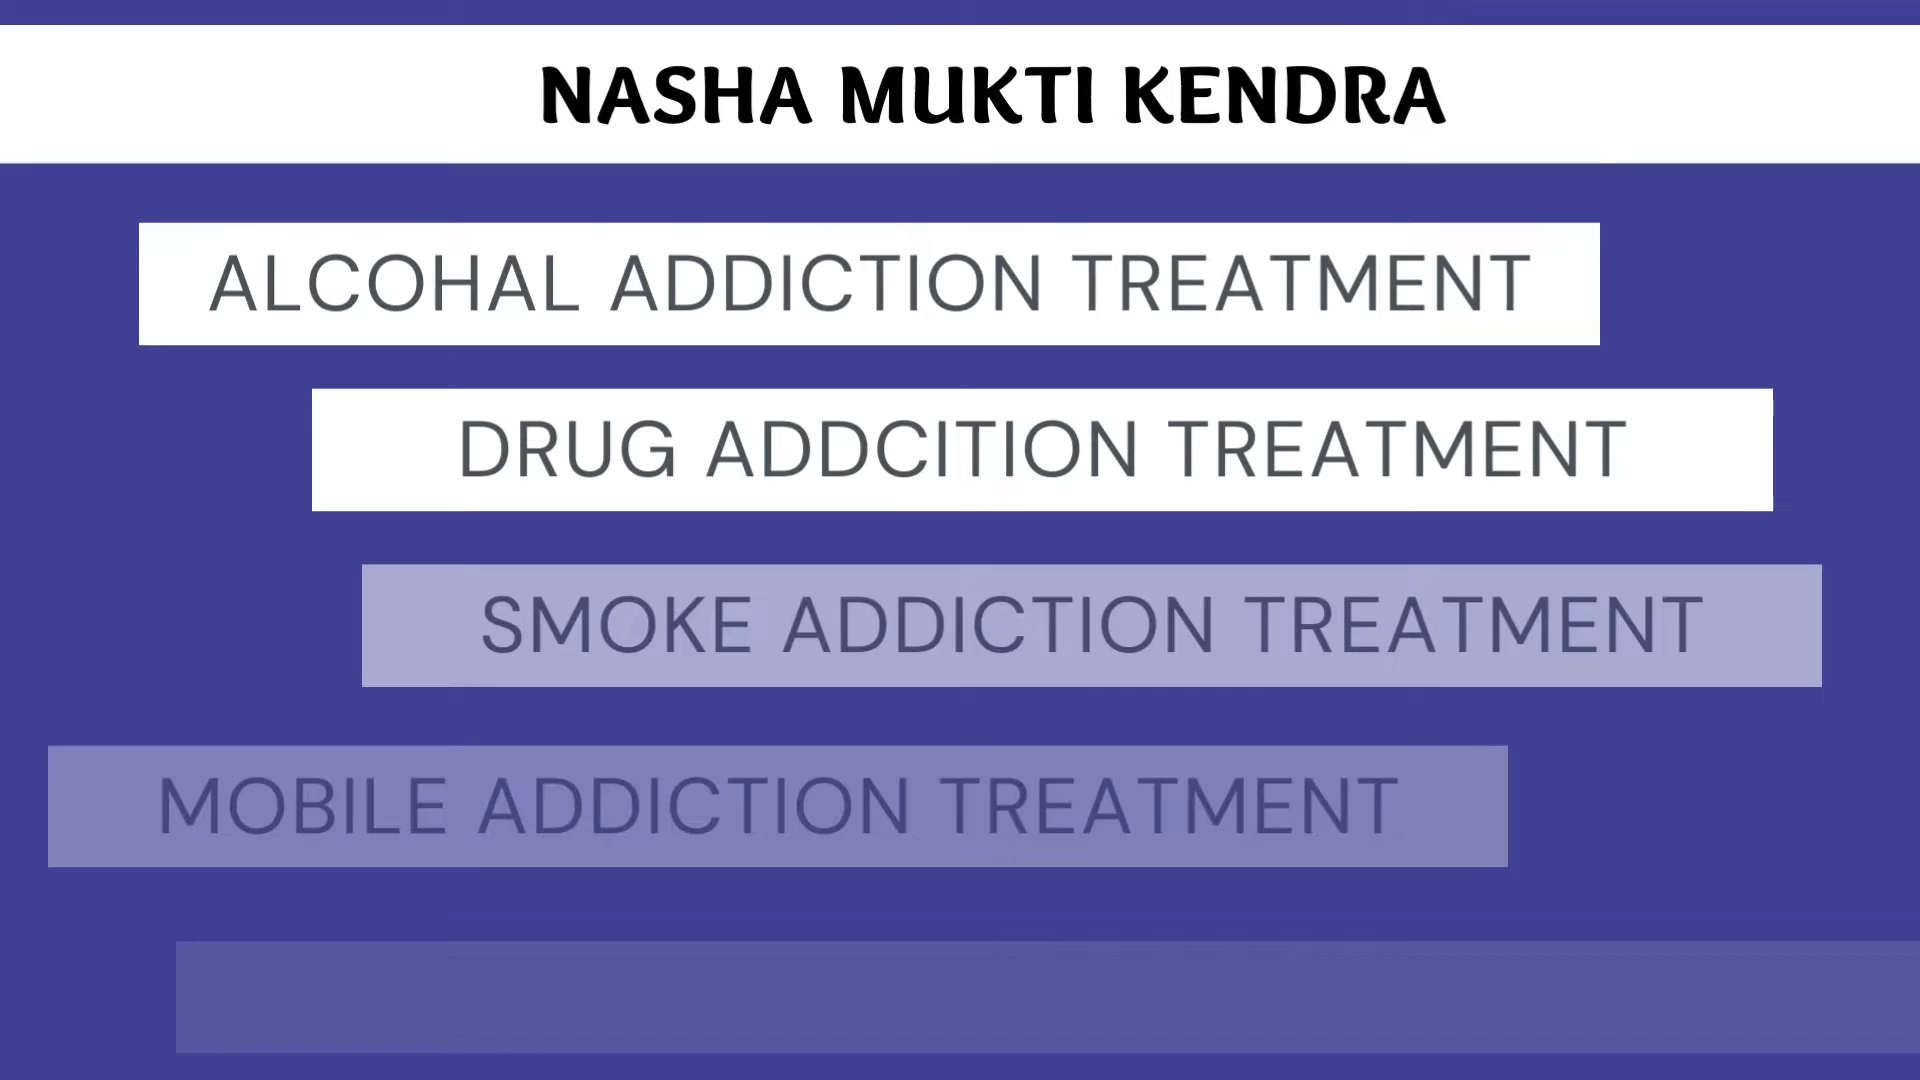 NASHA MUKTI KENDRA
ALCOHAL ADDICTION TREATMENT
DRUG ADDCITION TREATMENT
SMOKE ADDICTION TREATMENT
MOBILE ADDICTION TREATMENT